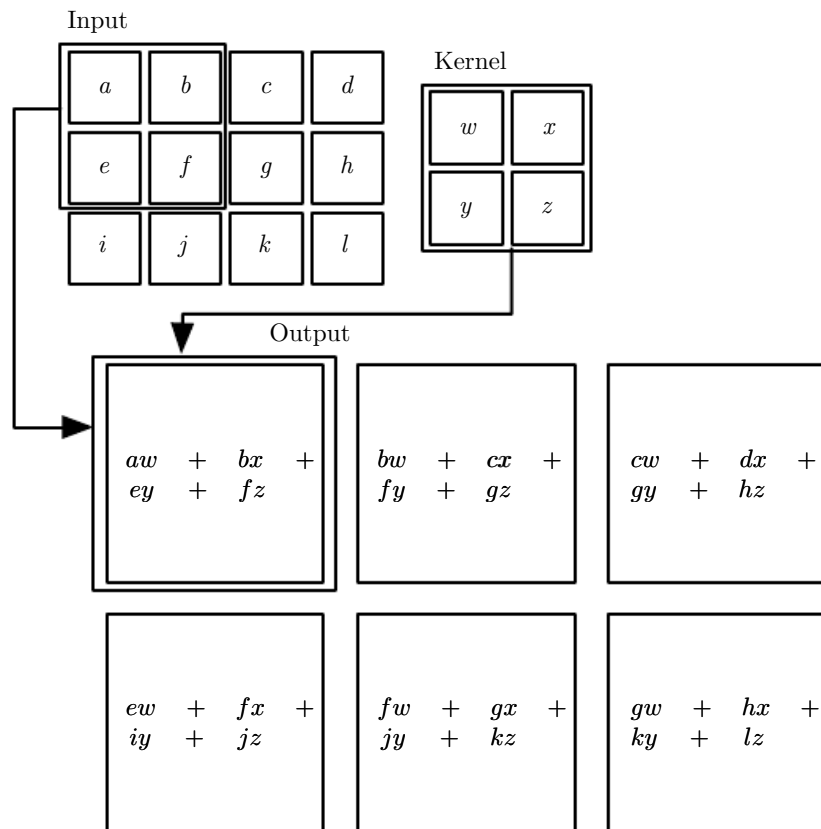 Input
a b c d
e f g h
i j k l
Kernel
w x
y z
Output
aw + bx +
ey + fz
bw + cx +
fy + gz
cw + dx +
gy + hz
ew + fx +
iy + jz
fw + gx +
jy + kz
gw + hx +
ky + lz